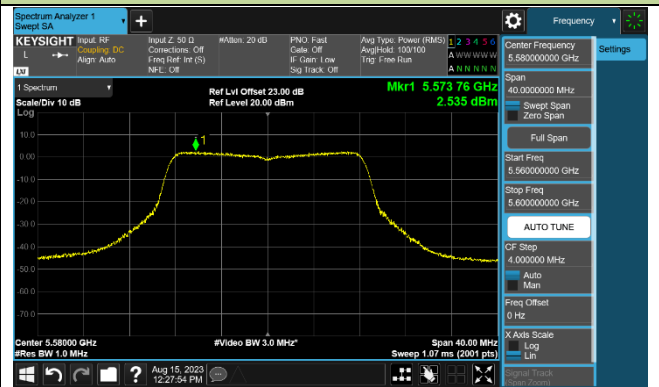 Spectrum Analyzer 1
Swept SA
Frequency
KEYSIGHT
L
LXI
Input: RF
Coupling: DC
Align: Auto
Input Z: 50 Ω
Corrections: Off
Freq Ref: Int (S)
NFE: Off
#Atten: 20 dB
PNO: Fast
Gate: Off
IF Gain: Low
Sig Track: Off
Avg Type: Power (RMS)
Avg|Hold: 100/100
Trig: Free Run
1 2 3 4 5 6
A W W W W W
A N N N N N
Center Frequency
5.580000000 GHz
Settings
Span
40.0000000 MHz
Swept Span
Zero Span
Full Span
Start Freq
5.560000000 GHz
Stop Freq
5.600000000 GHz
AUTO TUNE
CF Step
4.000000 MHz
Auto
Man
Freq Offset
0 Hz
X Axis Scale
Log
Lin
Signal Track
(Span Zoom)
1 Spectrum
Scale/Div 10 dB
Log
Ref Lvl Offset 23.00 dB
Ref Level 20.00 dBm
Mkr1 5.573 76 GHz
2.535 dBm
1
10.0
0.00
-10.0
-20.0
-30.0
-40.0
-50.0
-60.0
-70.0
Center 5.58000 GHz
#Res BW 1.0 MHz
#Video BW 3.0 MHz*
Span 40.00 MHz
Sweep 1.07 ms (2001 pts)
?
Aug 15, 2023
12:27:54 PM